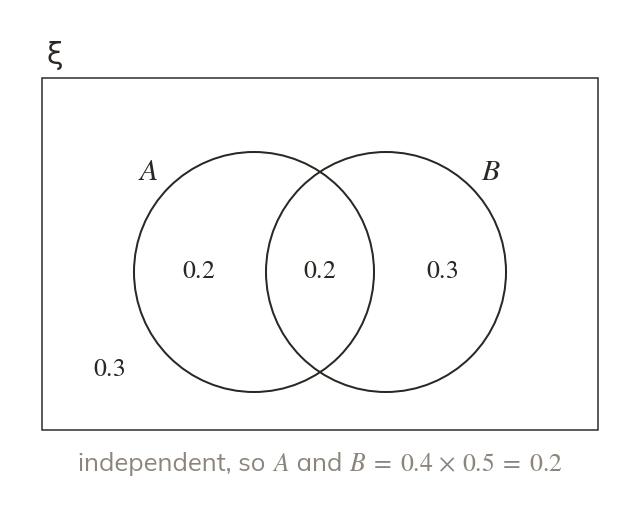 ξ
A B
0.2 0.2 0.3
0.3
independent, so A and B = 0.4 × 0.5 = 0.2